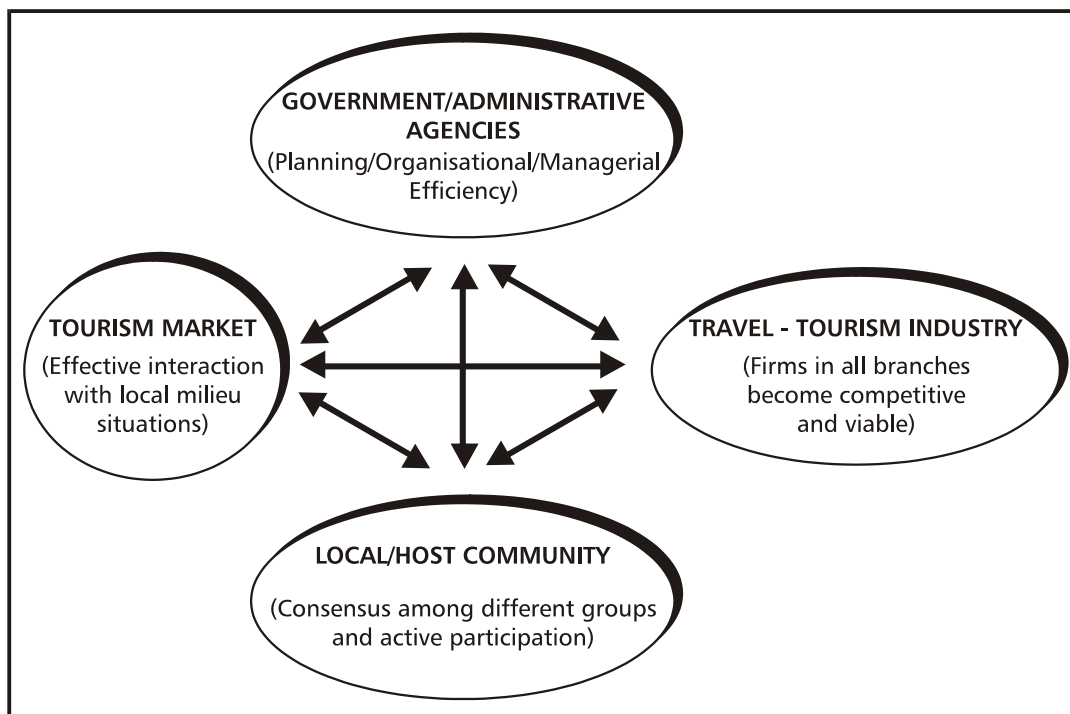 GOVERNMENT/ADMINISTRATIVE
AGENCIES
(Planning/Organisational/Managerial
Efficiency)
TOURISM MARKET
(Effective interaction
with local milieu
situations)
TRAVEL - TOURISM INDUSTRY
(Firms in all branches
become competitive
and viable)
LOCAL/HOST COMMUNITY
(Consensus among different groups
and active participation)